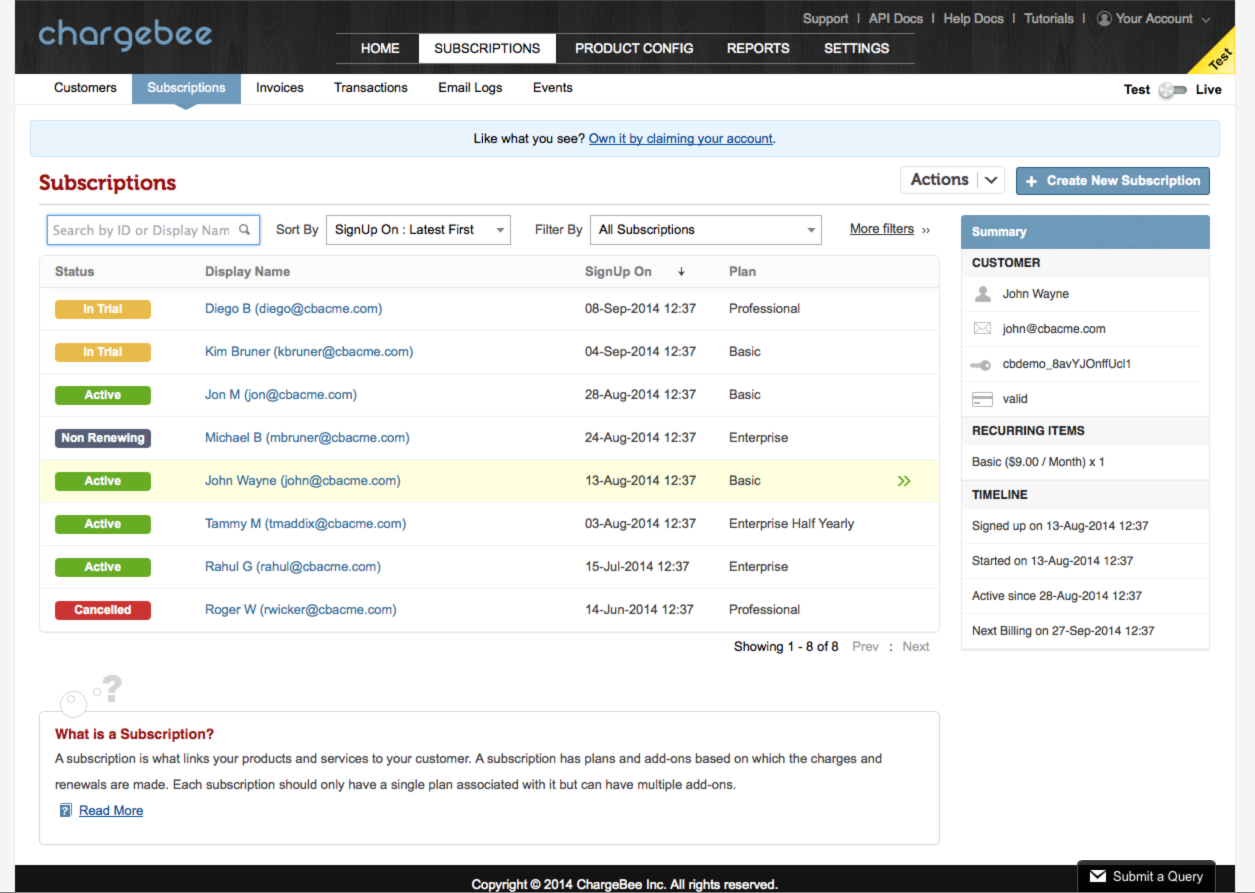 chargebee
Support | API Docs | Help Docs | Tutorials | Your Account
HOME SUBSCRIPTIONS PRODUCT CONFIG REPORTS SETTINGS
Test
Customers Subscriptions Invoices Transactions Email Logs Events
Test Live
Like what you see? Own it by claiming your account.
Subscriptions
Actions
+ Create New Subscription
Search by ID or Display Nam
Sort By SignUp On : Latest First
Filter By All Subscriptions
More filters »
Status Display Name SignUp On ↓ Plan
In Trial Diego B (diego@cbacme.com) 08-Sep-2014 12:37 Professional
In Trial Kim Bruner (kbruner@cbacme.com) 04-Sep-2014 12:37 Basic
Active Jon M (jon@cbacme.com) 28-Aug-2014 12:37 Basic
Non Renewing Michael B (mbruner@cbacme.com) 24-Aug-2014 12:37 Enterprise
Active John Wayne (john@cbacme.com) 13-Aug-2014 12:37 Basic »
Active Tammy M (tmaddix@cbacme.com) 03-Aug-2014 12:37 Enterprise Half Yearly
Active Rahul G (rahul@cbacme.com) 15-Jul-2014 12:37 Enterprise
Cancelled Roger W (rwicker@cbacme.com) 14-Jun-2014 12:37 Professional
Showing 1 - 8 of 8 Prev : Next
Summary
CUSTOMER
John Wayne
john@cbacme.com
cbdemo_8avYJOnffUcl1
valid
RECURRING ITEMS
Basic ($9.00 / Month) x 1
TIMELINE
Signed up on 13-Aug-2014 12:37
Started on 13-Aug-2014 12:37
Active since 28-Aug-2014 12:37
Next Billing on 27-Sep-2014 12:37
?
What is a Subscription?
A subscription is what links your products and services to your customer. A subscription has plans and add-ons based on which the charges and
renewals are made. Each subscription should only have a single plan associated with it but can have multiple add-ons.
? Read More
Copyright © 2014 ChargeBee Inc. All rights reserved.
Submit a Query